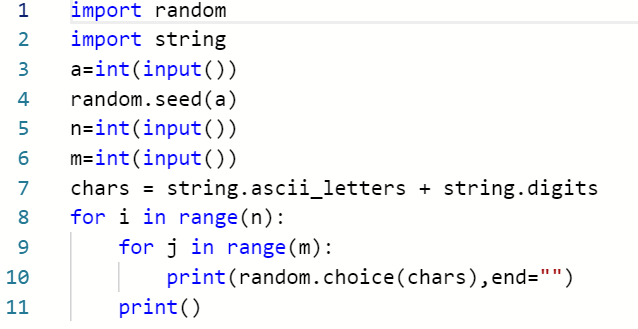 1 import random
2 import string
3 a=int(input())
4 random.seed(a)
5 n=int(input())
6 m=int(input())
7 chars = string.ascii_letters + string.digits
8 for i in range(n):
9     for j in range(m):
10         print(random.choice(chars),end="")
11     print()